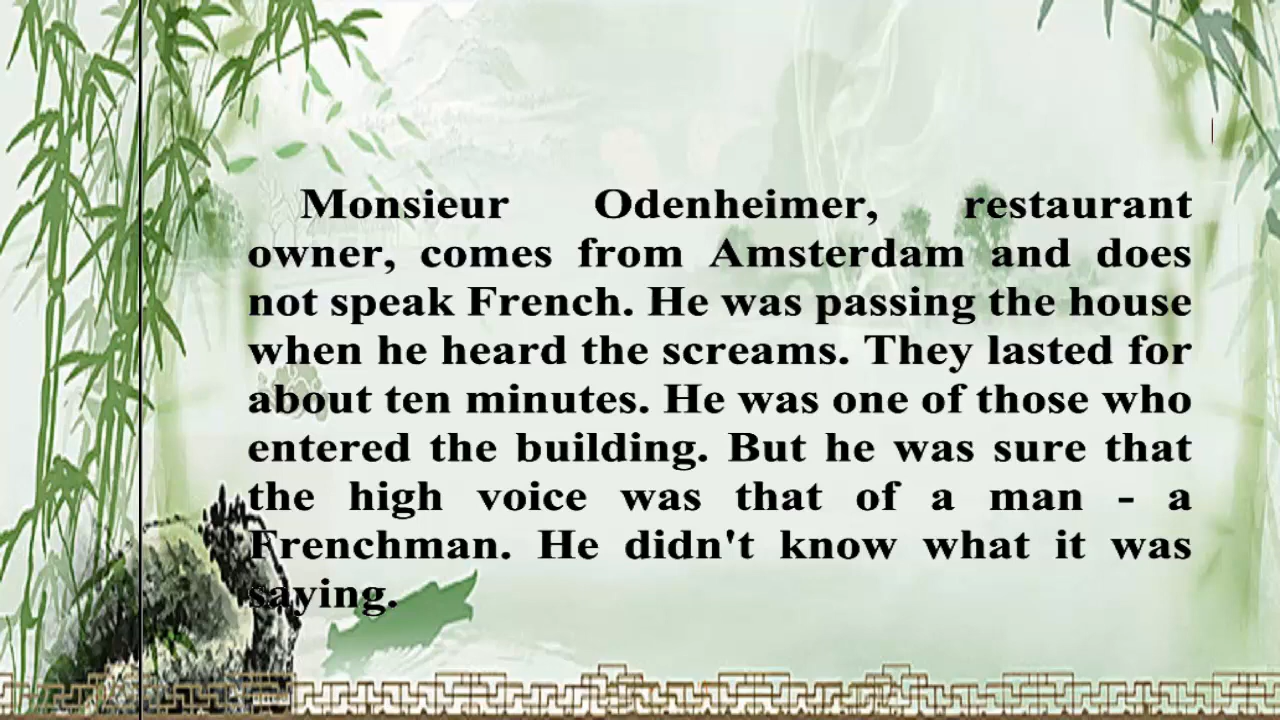 Monsieur Odenheimer, restaurant
owner, comes from Amsterdam and does
not speak French. He was passing the house
when he heard the screams. They lasted for
about ten minutes. He was one of those who
entered the building. But he was sure that
the high voice was that of a man - a
Frenchman. He didn't know what it was
saying.